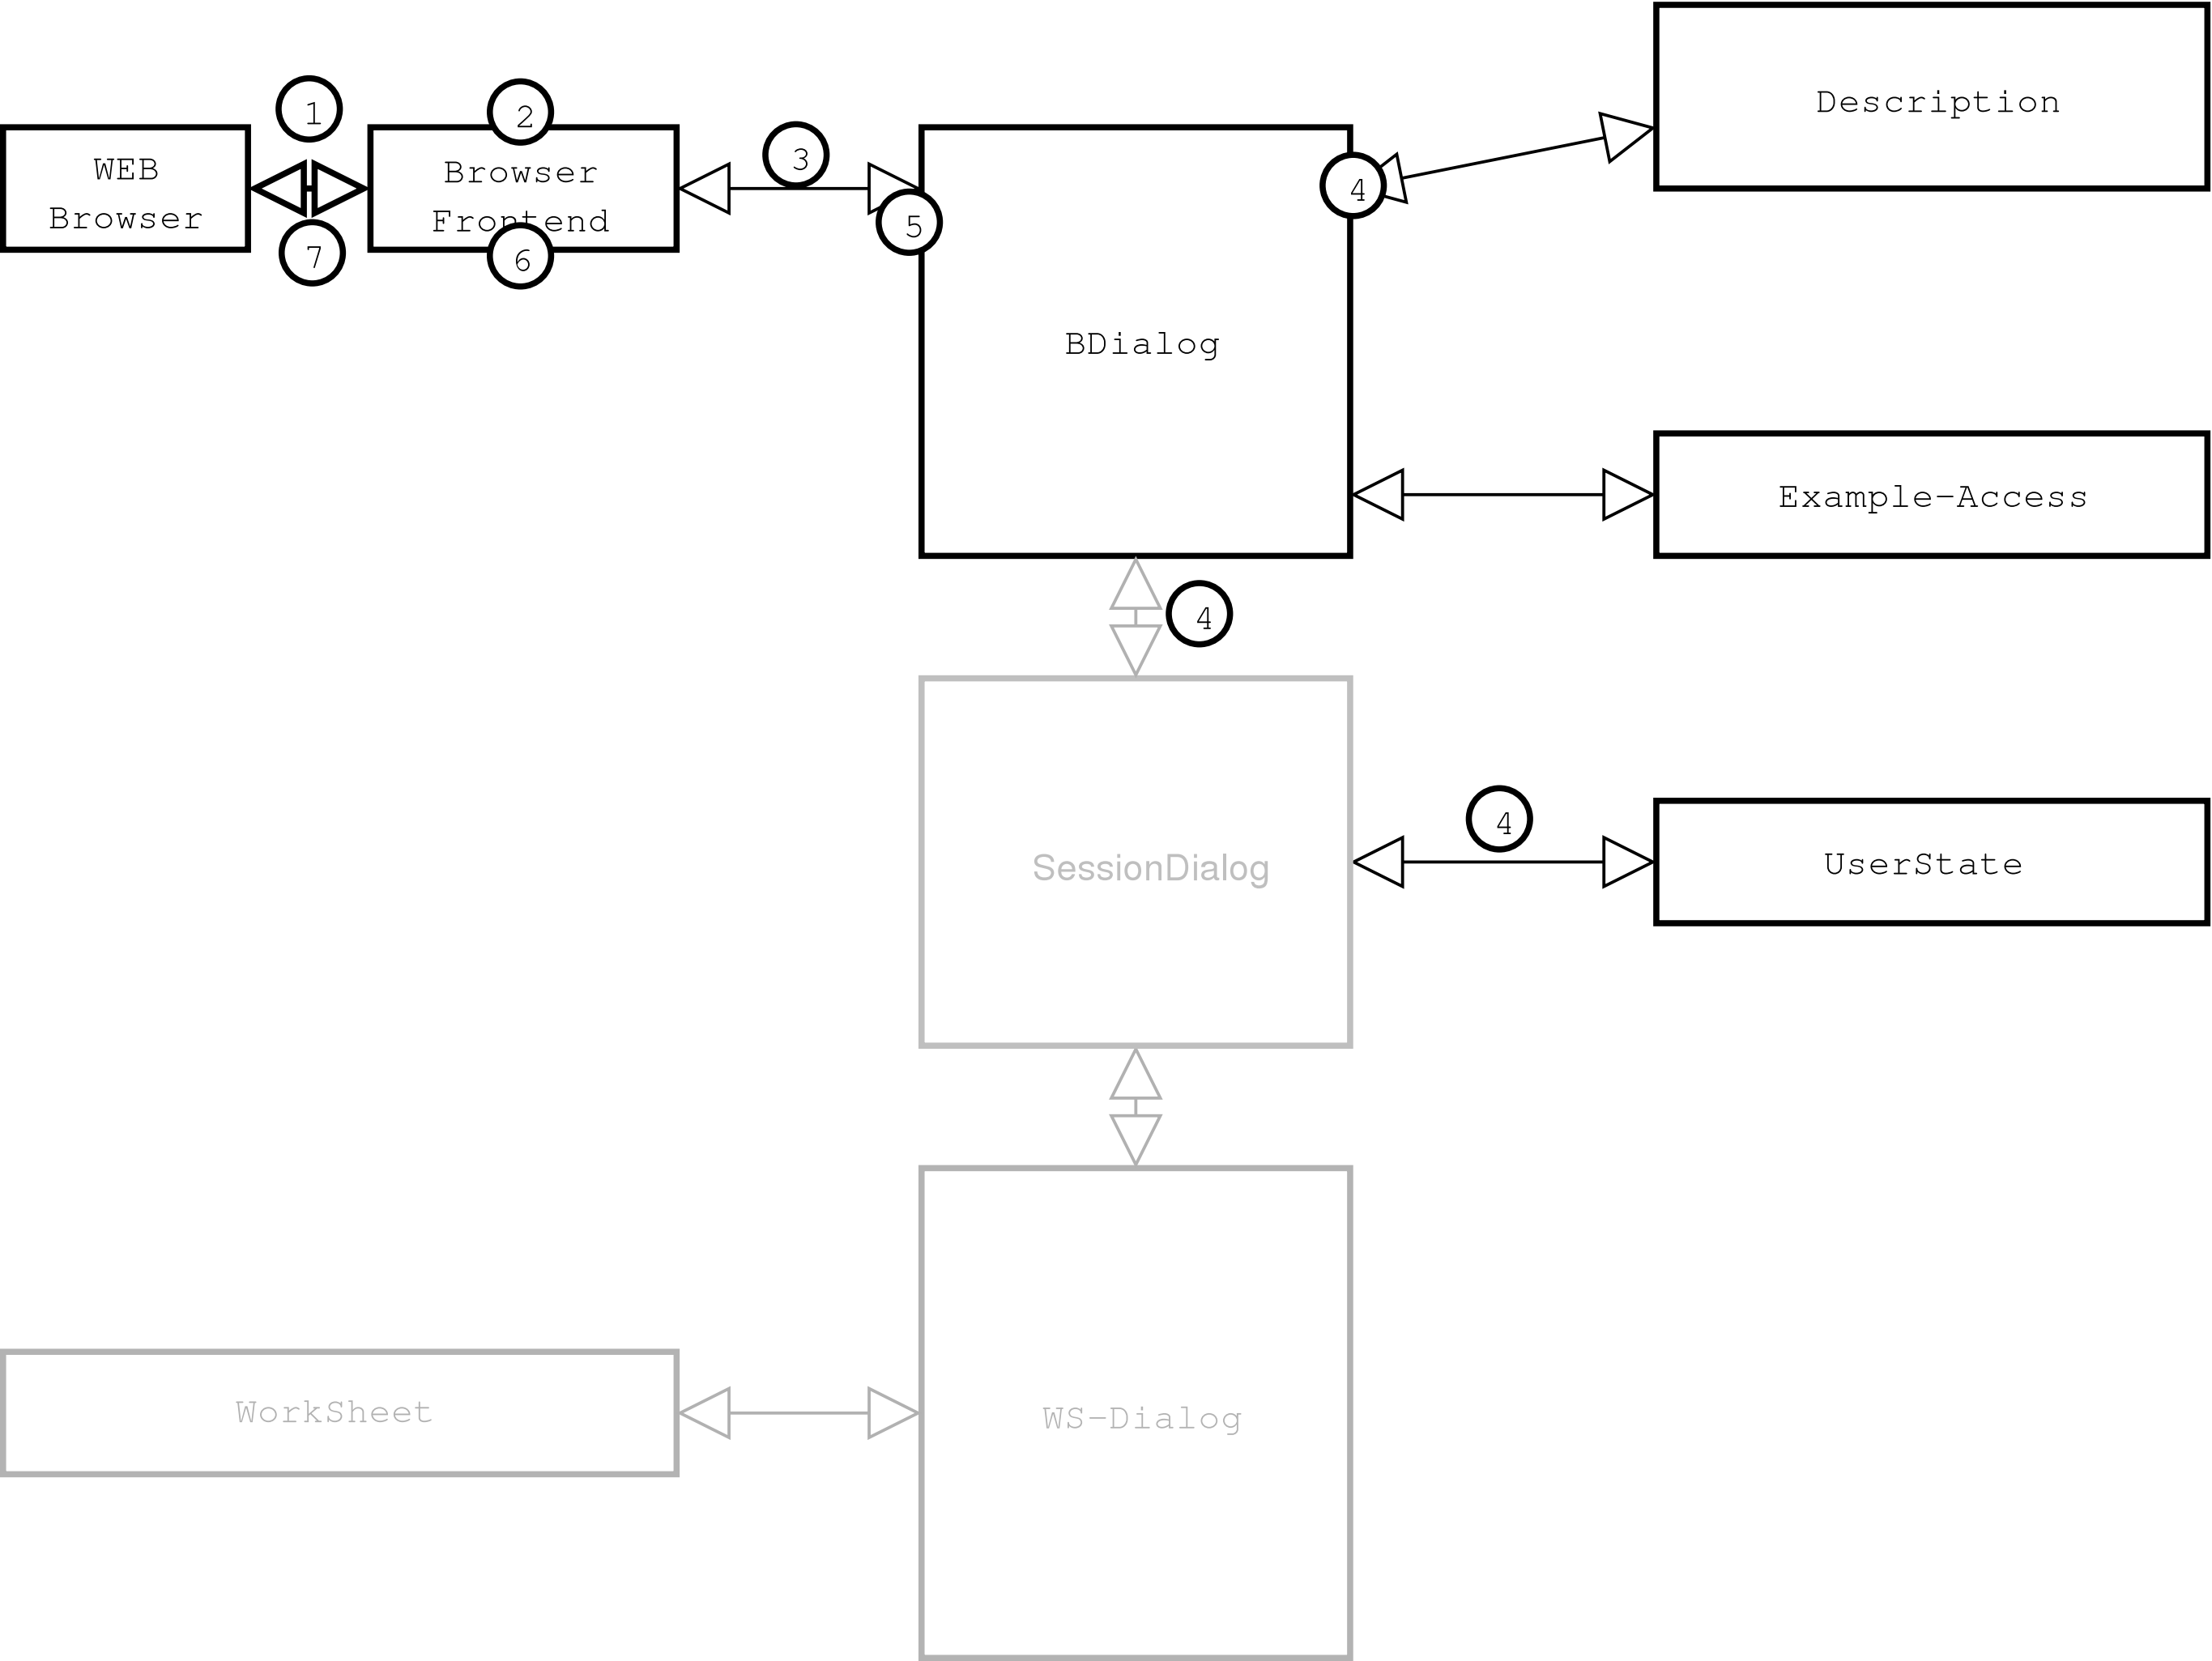 Description
1
2
3
WEB
Browser
Browser
Frontend
4
5
7
6
BDialog
Example-Access
4
4
SessionDialog
UserState
WorkSheet
WS-Dialog